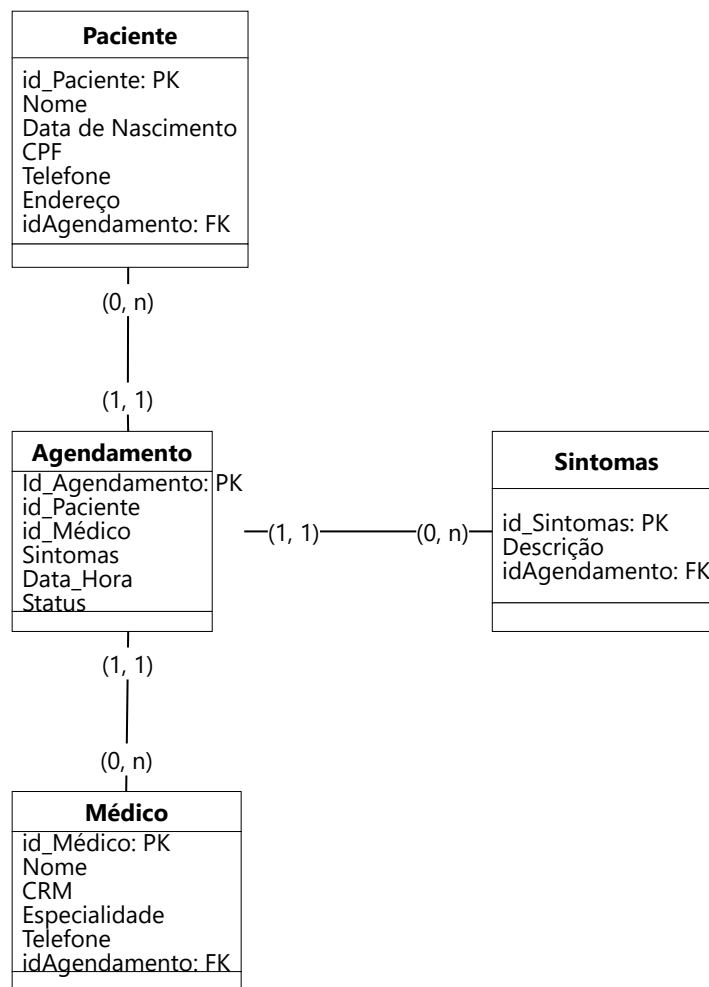 Paciente
id_Paciente: PK
Nome
Data de Nascimento
CPF
Telefone
Endereço
idAgendamento: FK
(0, n)
(1, 1)
Agendamento
Id_Agendamento: PK
id_Paciente
id_Médico
Sintomas
Data_Hora
Status
(1, 1)
(0, n)
Sintomas
id_Sintomas: PK
Descrição
idAgendamento: FK
(1, 1)
(0, n)
Médico
id_Médico: PK
Nome
CRM
Especialidade
Telefone
idAgendamento: FK